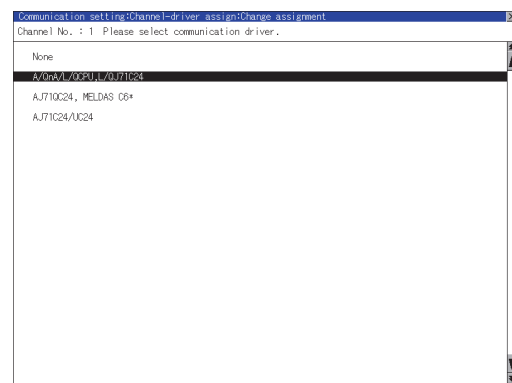 Communication setting:Channel-driver assign:Change assignment
Channel No. : 1 Please select communication driver.
None
A/QnA/L/QCPU,L/QJ71C24
AJ71QC24, MELDAS C6*
AJ71C24/UC24